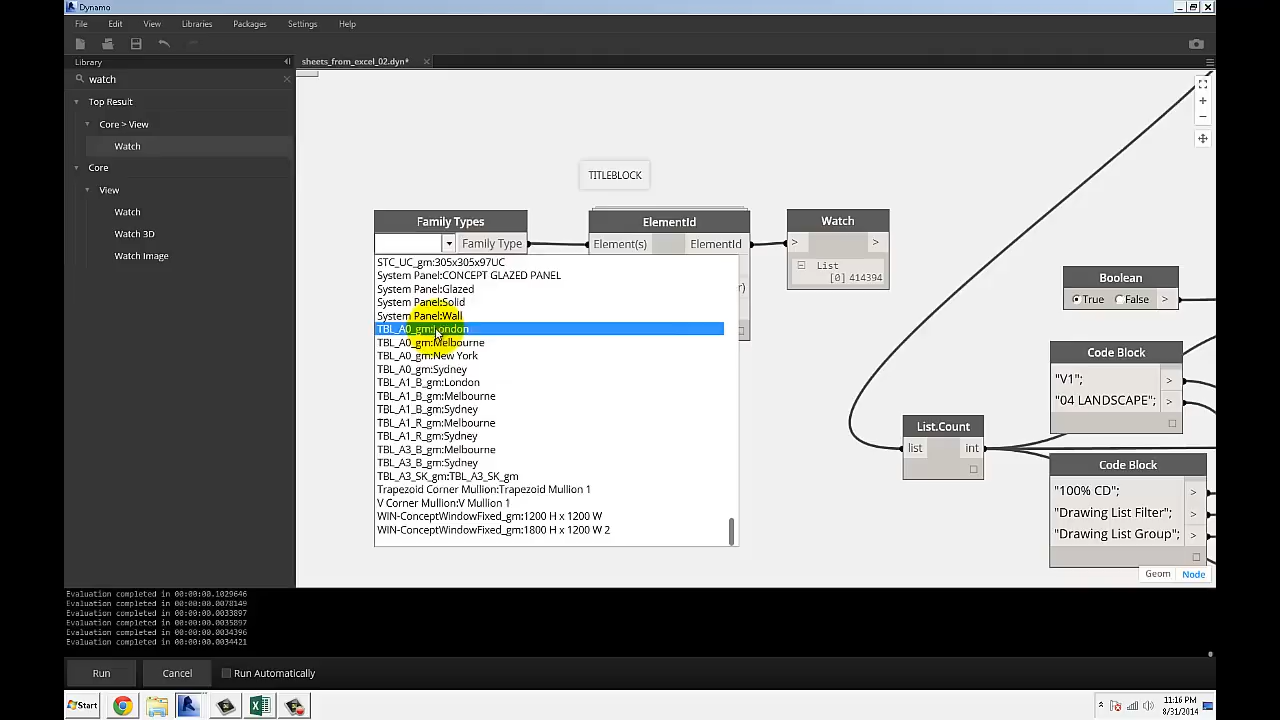 Dynamo
File Edit View Libraries Packages Settings Help
Library
sheets_from_excel_02.dyn*
watch
Top Result
Core > View
Watch
Core
View
Watch
Watch 3D
Watch Image
TITLEBLOCK
Family Types
Family Type
ElementId
Element(s) ElementId
Watch
> >
List
[0] 414394
STC_UC_gm:305x305x97UC
System Panel:CONCEPT GLAZED PANEL
System Panel:Glazed
System Panel:Solid
System Panel:Wall
TBL_A0_gm:London
TBL_A0_gm:Melbourne
TBL_A0_gm:New York
TBL_A0_gm:Sydney
TBL_A1_B_gm:London
TBL_A1_B_gm:Melbourne
TBL_A1_B_gm:Sydney
TBL_A1_R_gm:Melbourne
TBL_A1_R_gm:Sydney
TBL_A3_B_gm:Melbourne
TBL_A3_B_gm:Sydney
TBL_A3_SK_gm:TBL_A3_SK_gm
Trapezoid Corner Mullion:Trapezoid Mullion 1
V Corner Mullion:V Mullion 1
WIN-ConceptWindowFixed_gm:1200 H x 1200 W
WIN-ConceptWindowFixed_gm:1800 H x 1200 W 2
r)
Boolean
True False >
Code Block
"V1"; >
"04 LANDSCAPE"; >
List.Count
list int
Code Block
"100% CD"; >
"Drawing List Filter"; >
"Drawing List Group"; >
Geom Node
Evaluation completed in 00:00:00.1029646
Evaluation completed in 00:00:00.0078149
Evaluation completed in 00:00:00.0033897
Evaluation completed in 00:00:00.0035897
Evaluation completed in 00:00:00.0034396
Evaluation completed in 00:00:00.0034421
Run Cancel Run Automatically
Start
11:16 PM
8/31/2014